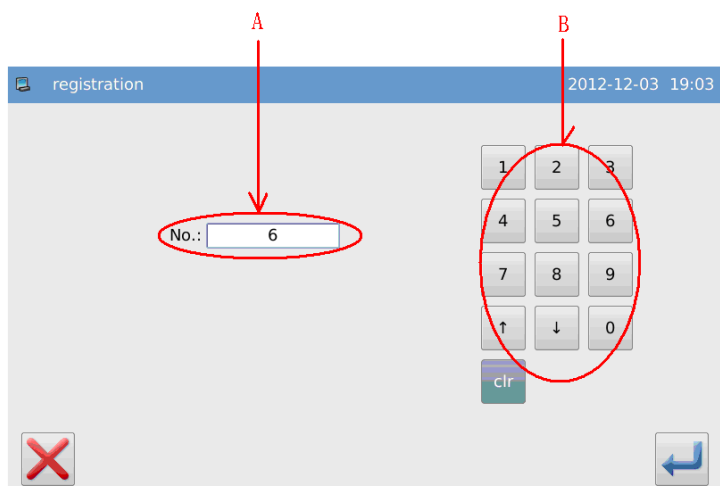 A B
registration 2012-12-03 19:03
1 2 3
No.: 6
4 5 6
7 8 9
↑ ↓ 0
clr